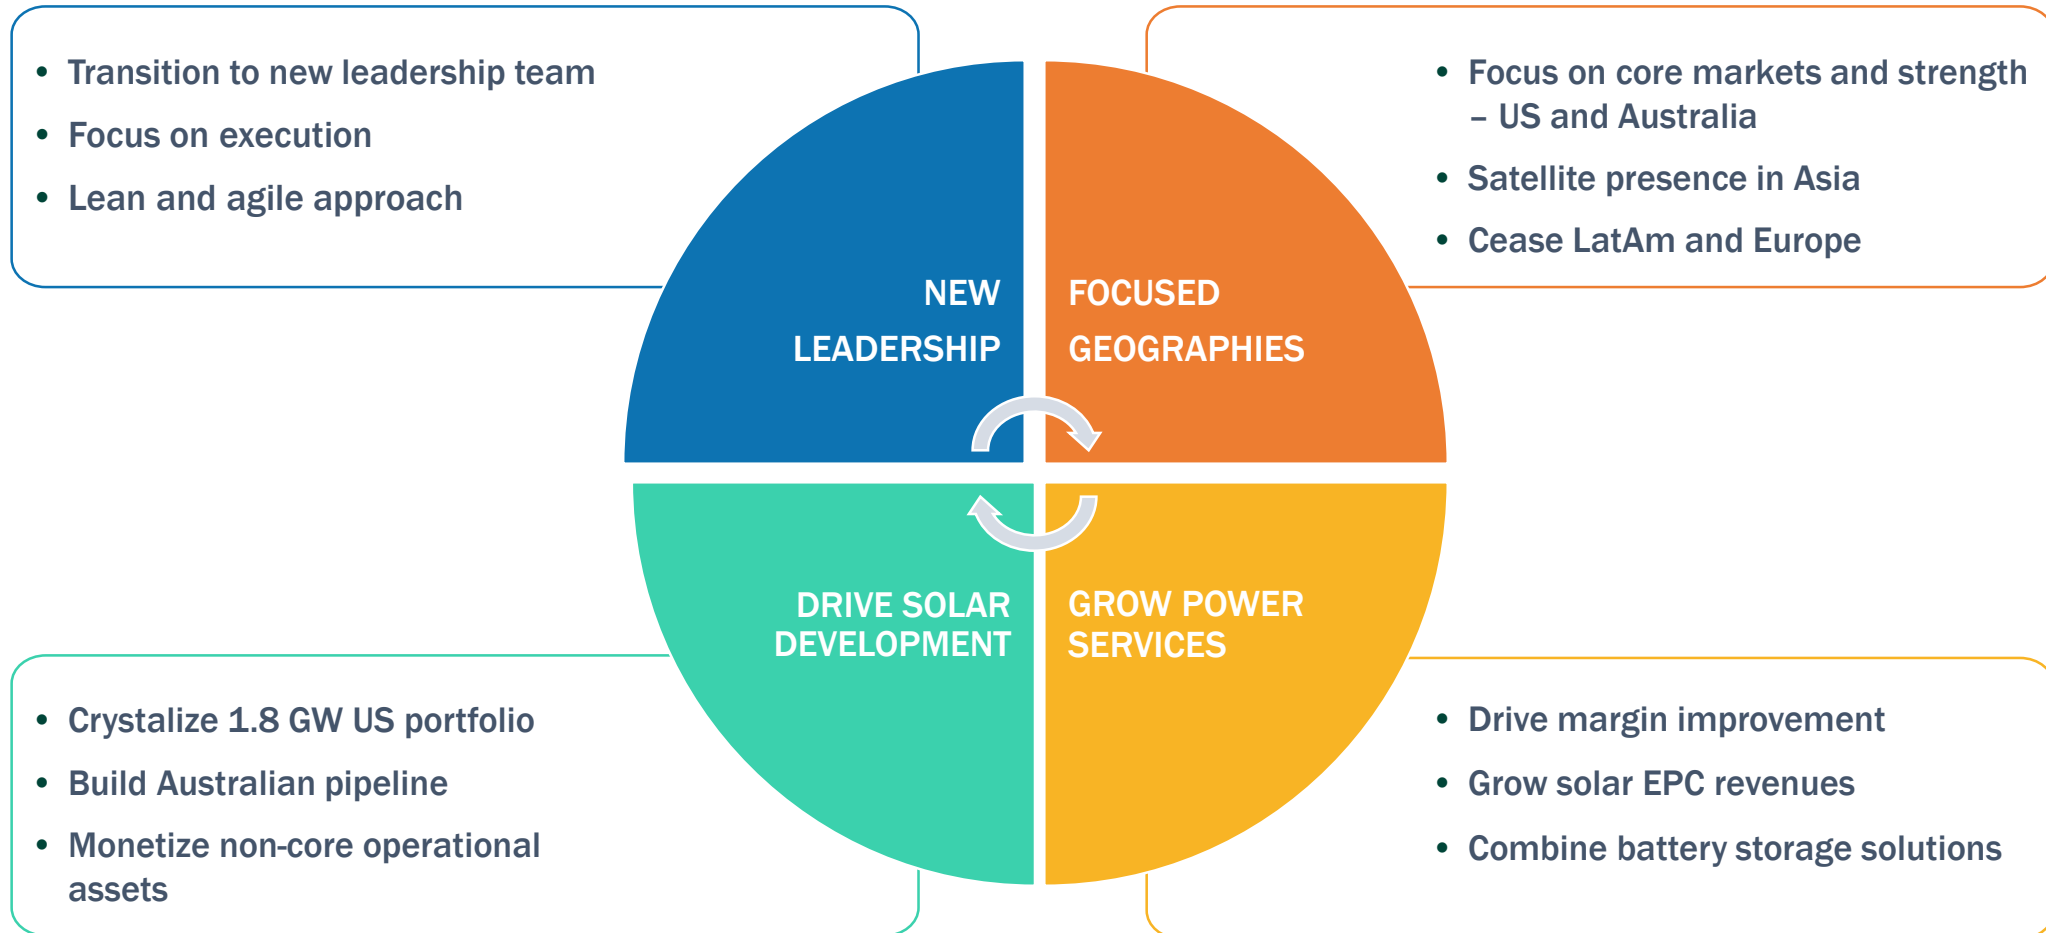 • Transition to new leadership team
• Focus on execution
• Lean and agile approach
• Focus on core markets and strength
– US and Australia
• Satellite presence in Asia
• Cease LatAm and Europe
NEW
LEADERSHIP
FOCUSED
GEOGRAPHIES
DRIVE SOLAR
DEVELOPMENT
GROW POWER
SERVICES
• Crystalize 1.8 GW US portfolio
• Build Australian pipeline
• Monetize non-core operational
assets
• Drive margin improvement
• Grow solar EPC revenues
• Combine battery storage solutions